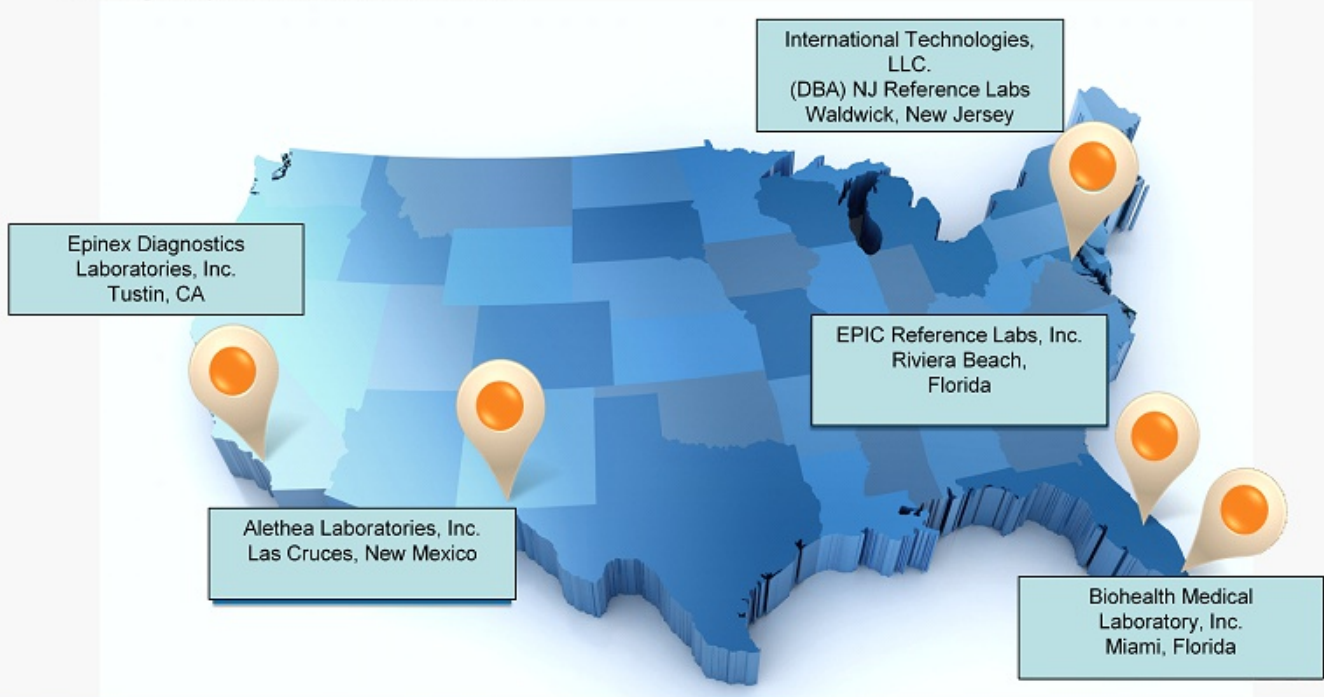 International Technologies,
LLC.
(DBA) NJ Reference Labs
Waldwick, New Jersey
Epinex Diagnostics
Laboratories, Inc.
Tustin, CA
EPIC Reference Labs, Inc.
Riviera Beach,
Florida
Alethea Laboratories, Inc.
Las Cruces, New Mexico
Biohealth Medical
Laboratory, Inc.
Miami, Florida